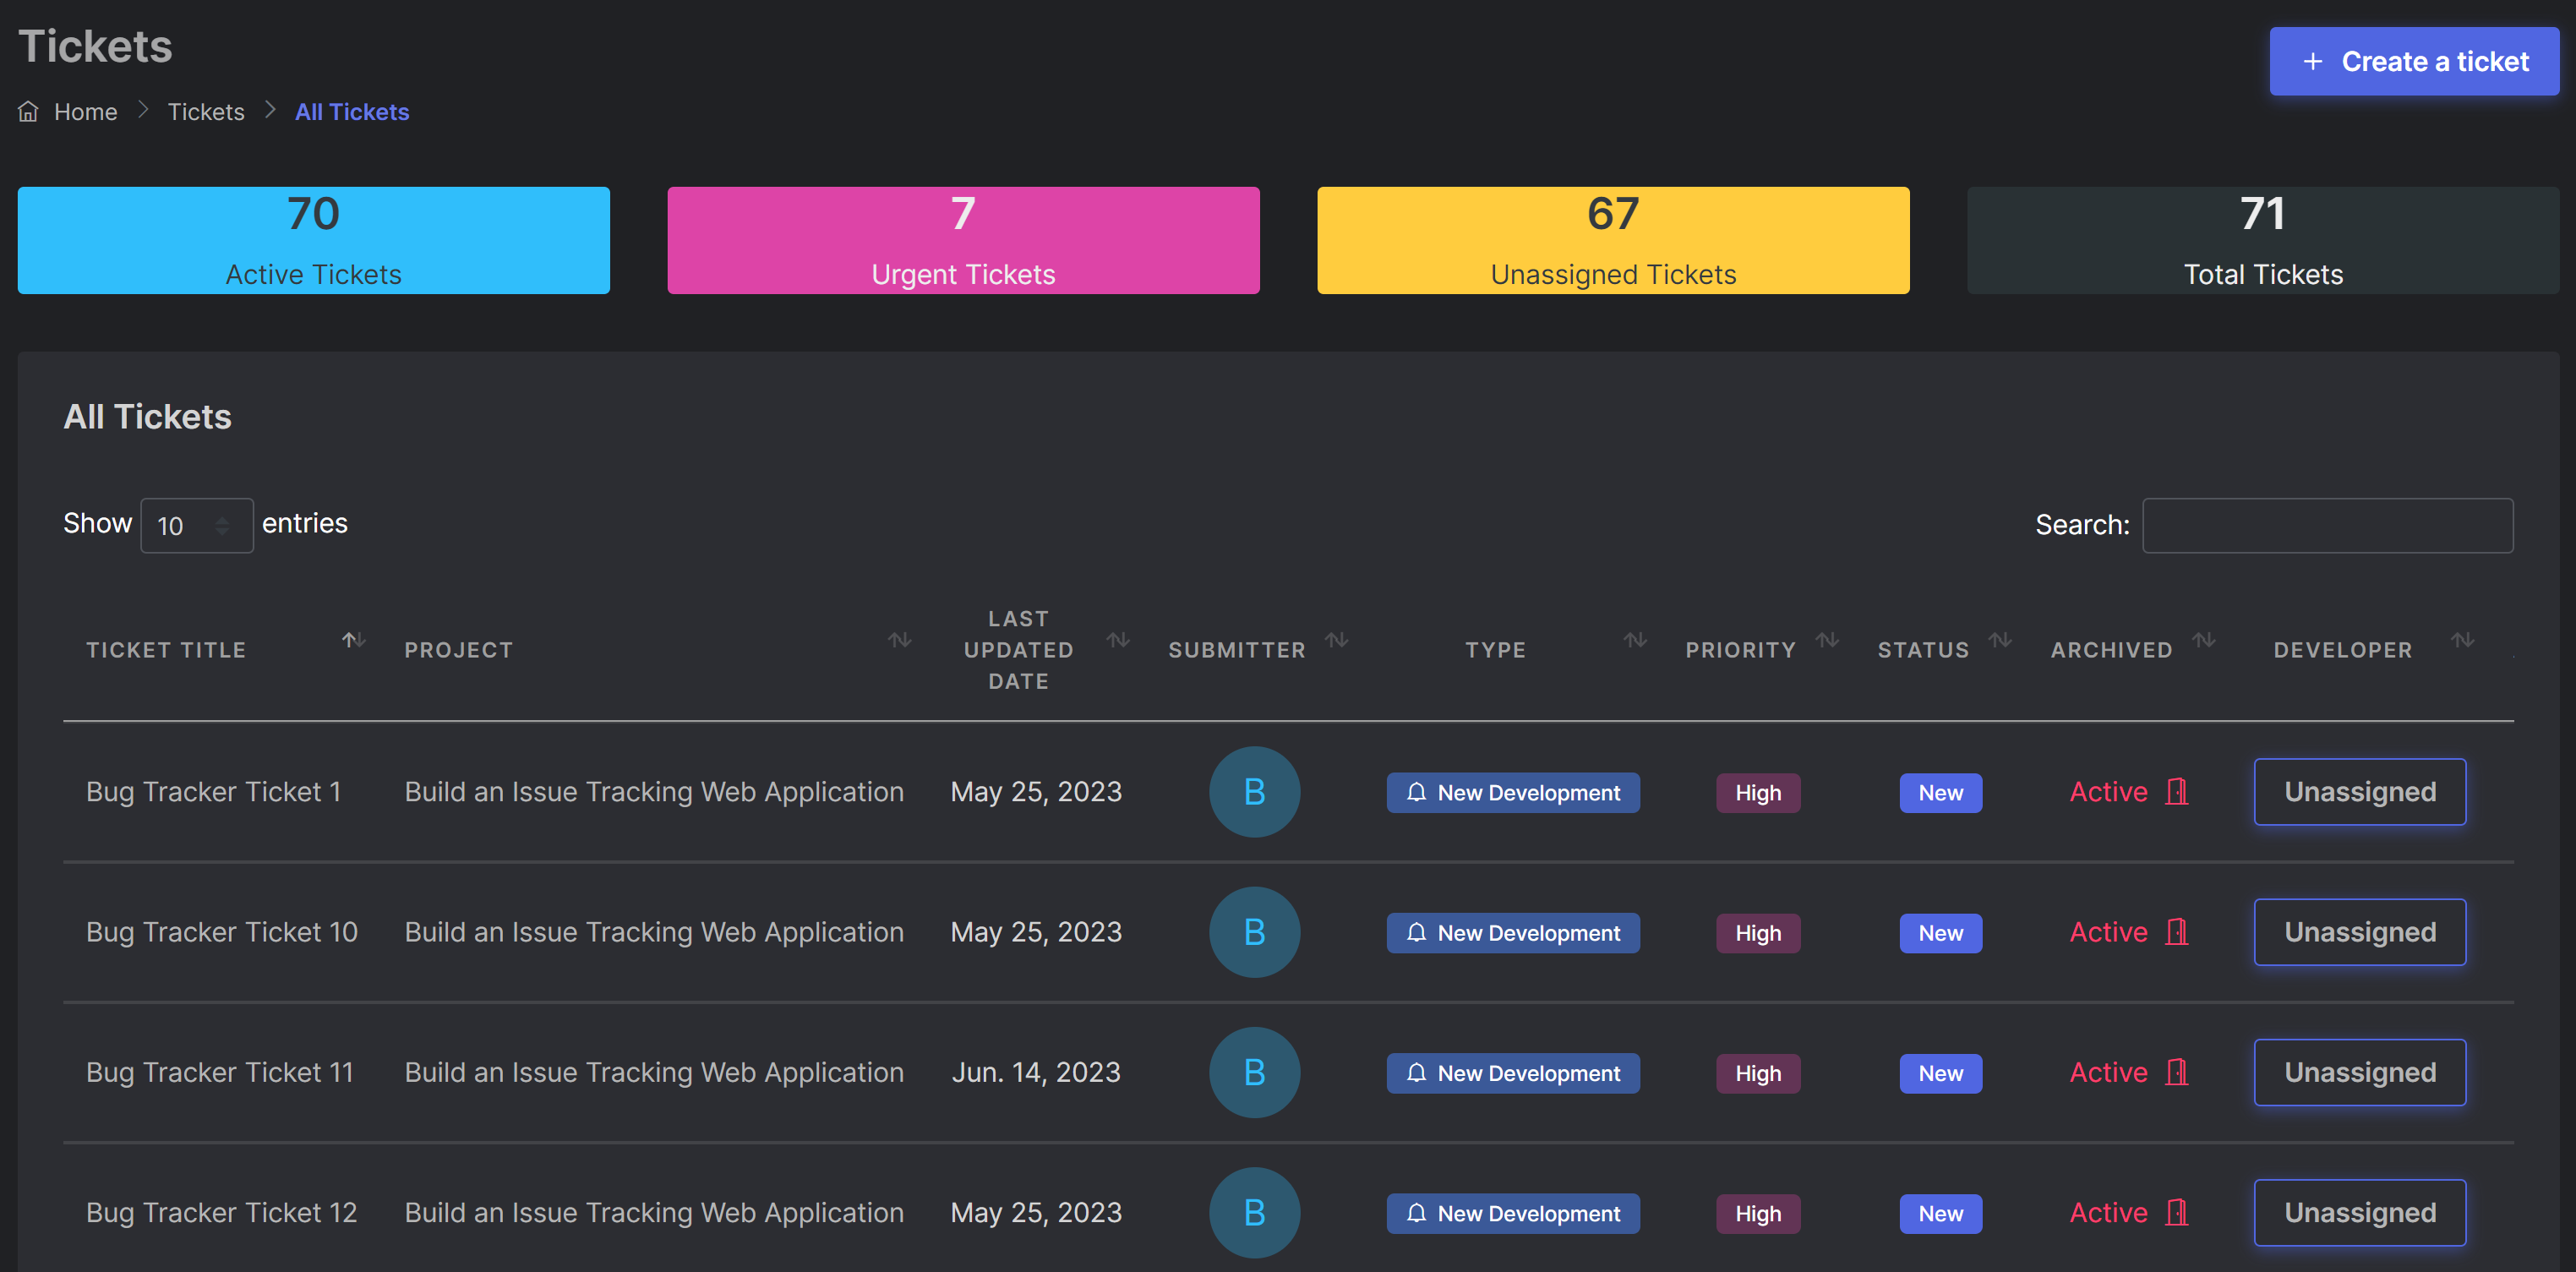 Tickets
Create a ticket
Home
Tickets
All Tickets
70
Active Tickets
7
Urgent Tickets
67
Unassigned Tickets
71
Total Tickets
All Tickets
Show 10 entries
Search:
TICKET TITLE PROJECT LAST UPDATED DATE SUBMITTER TYPE PRIORITY STATUS ARCHIVED DEVELOPER
Bug Tracker Ticket 1 Build an Issue Tracking Web Application May 25, 2023 B New Development High New Active Unassigned
Bug Tracker Ticket 10 Build an Issue Tracking Web Application May 25, 2023 B New Development High New Active Unassigned
Bug Tracker Ticket 11 Build an Issue Tracking Web Application Jun. 14, 2023 B New Development High New Active Unassigned
Bug Tracker Ticket 12 Build an Issue Tracking Web Application May 25, 2023 B New Development High New Active Unassigned